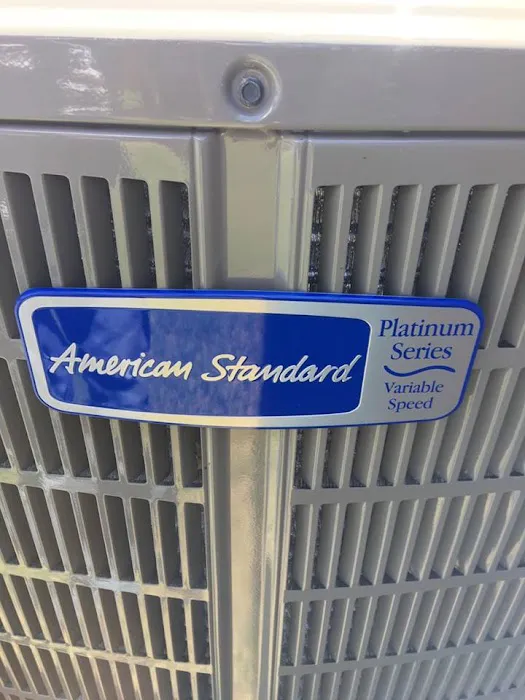 American Standard
Platinum
Series
Variable
Speed